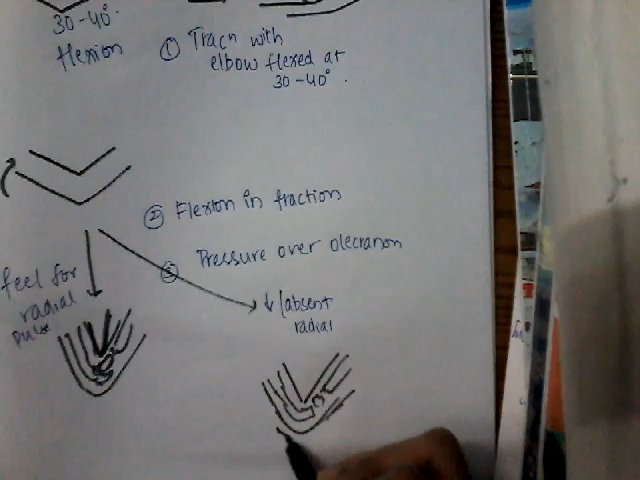 30-40°
flexion
① Tracn with
elbow flexed at
30-40°.
② Flexion in fraction
③ Pressure over olecranon
feel for
radial
pulse
↓/absent
radial